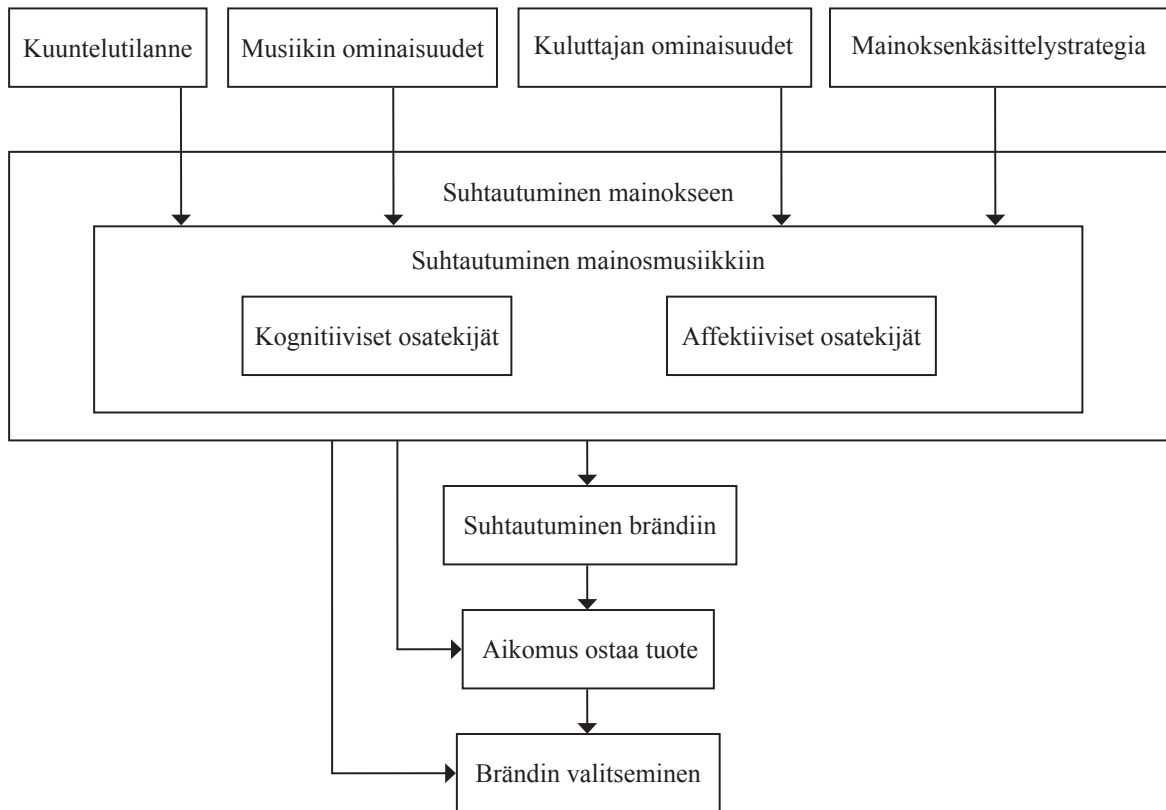 Kuuntelutilanne
Musiikin ominaisuudet
Kuluttajan ominaisuudet
Mainoksenkäsittelystrategia
Suhtautuminen mainokseen
Suhtautuminen mainosmusiikkiin
Kognitiiviset osatekijät
Affektiiviset osatekijät
Suhtautuminen brändiin
Aikomus ostaa tuote
Brändin valitseminen